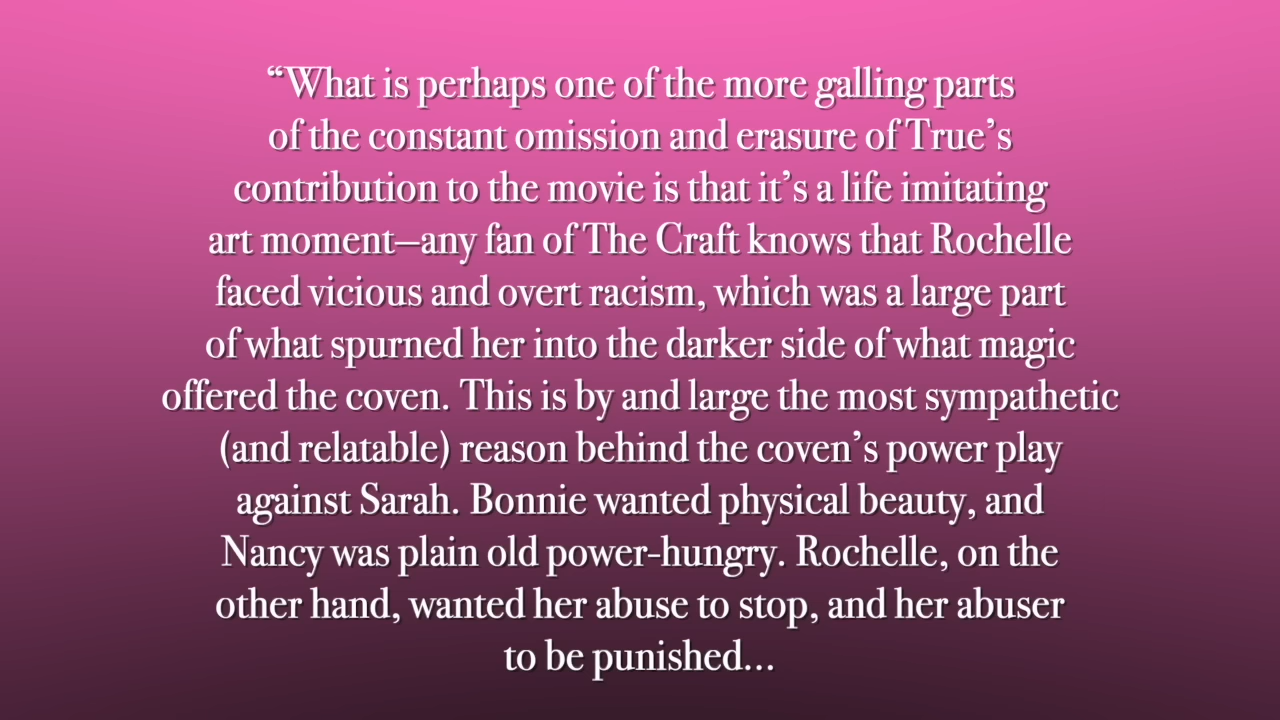 “What is perhaps one of the more galling parts
of the constant omission and erasure of True’s
contribution to the movie is that it’s a life imitating
art moment—any fan of The Craft knows that Rochelle
faced vicious and overt racism, which was a large part
of what spurned her into the darker side of what magic
offered the coven. This is by and large the most sympathetic
(and relatable) reason behind the coven’s power play
against Sarah. Bonnie wanted physical beauty, and
Nancy was plain old power-hungry. Rochelle, on the
other hand, wanted her abuse to stop, and her abuser
to be punished…